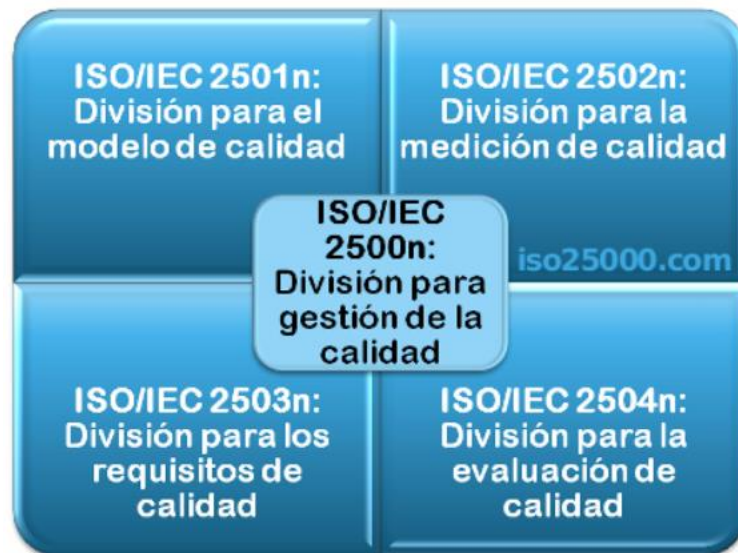 ISO/IEC 2501n:
División para el
modelo de calidad
ISO/IEC 2502n:
División para la
medición de calidad
ISO/IEC
2500n:
División para
gestión de la
calidad
iso25000.com
ISO/IEC 2503n:
División para los
requisitos de
calidad
ISO/IEC 2504n:
División para la
evaluación de
calidad